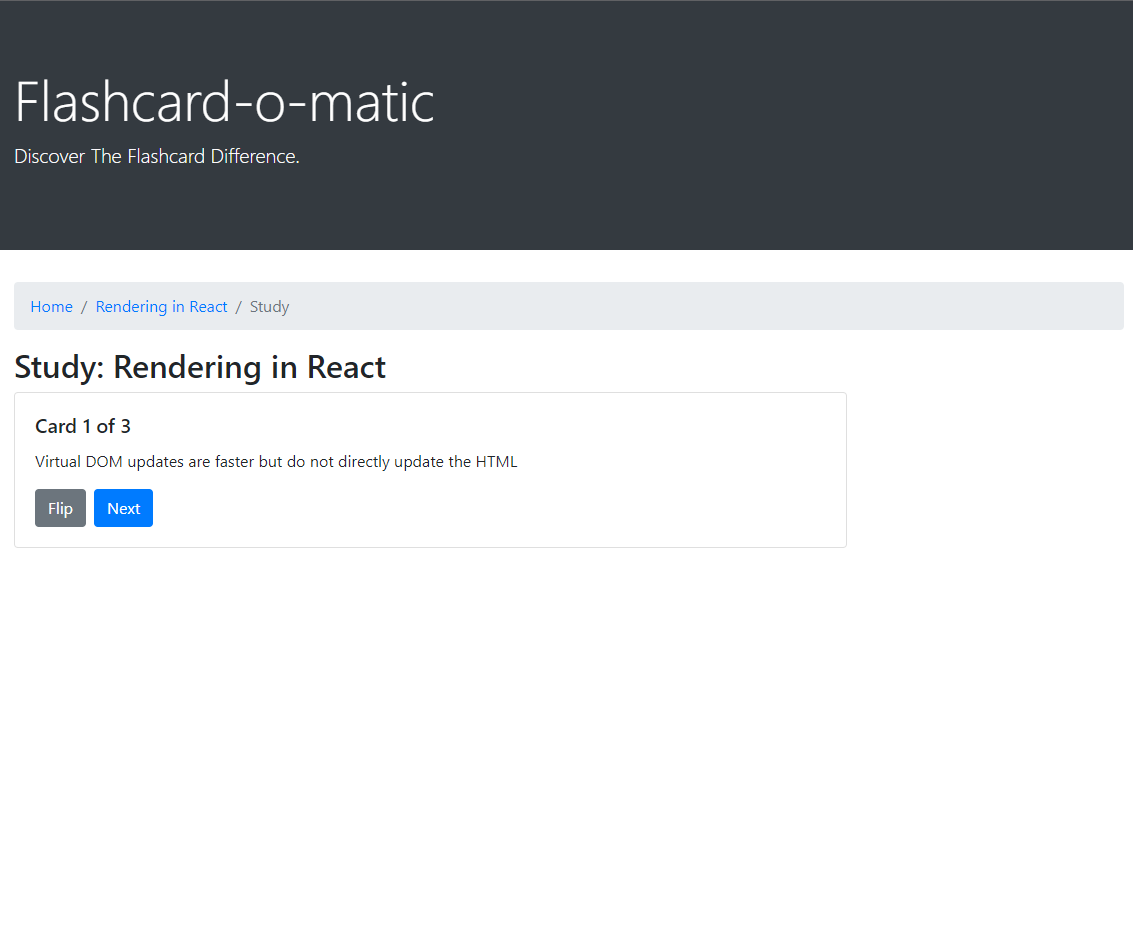 Flashcard-o-matic
Discover The Flashcard Difference.
Home / Rendering in React / Study
Study: Rendering in React
Card 1 of 3
Virtual DOM updates are faster but do not directly update the HTML
Flip Next